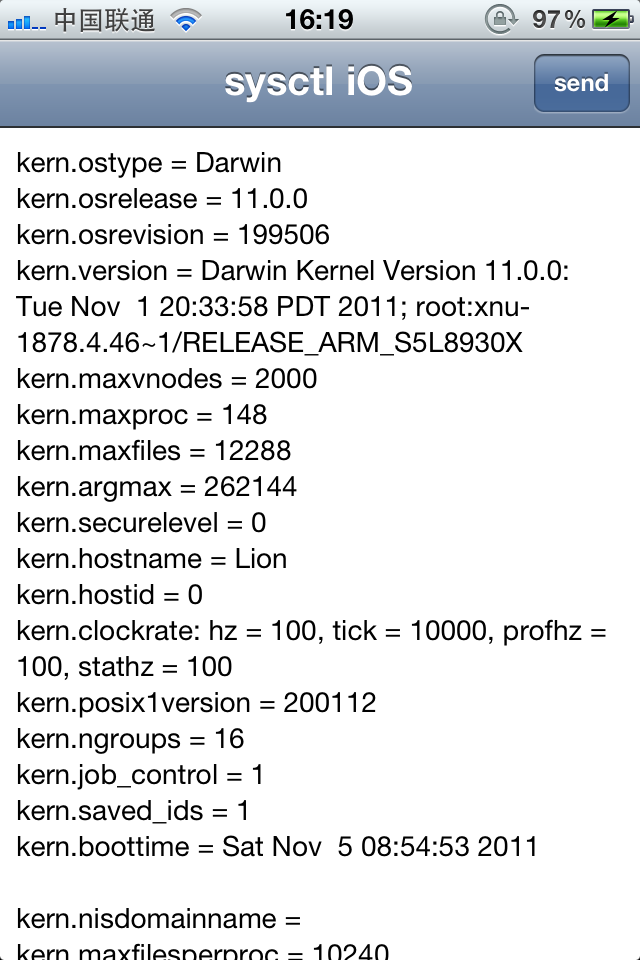 中国联通 16:19 97%
sysctl iOS send
kern.ostype = Darwin
kern.osrelease = 11.0.0
kern.osrevision = 199506
kern.version = Darwin Kernel Version 11.0.0:
Tue Nov  1 20:33:58 PDT 2011; root:xnu-
1878.4.46~1/RELEASE_ARM_S5L8930X
kern.maxvnodes = 2000
kern.maxproc = 148
kern.maxfiles = 12288
kern.argmax = 262144
kern.securelevel = 0
kern.hostname = Lion
kern.hostid = 0
kern.clockrate: hz = 100, tick = 10000, profhz =
100, stathz = 100
kern.posix1version = 200112
kern.ngroups = 16
kern.job_control = 1
kern.saved_ids = 1
kern.boottime = Sat Nov  5 08:54:53 2011
kern.nisdomainname =
kern.maxfilesperproc = 10240